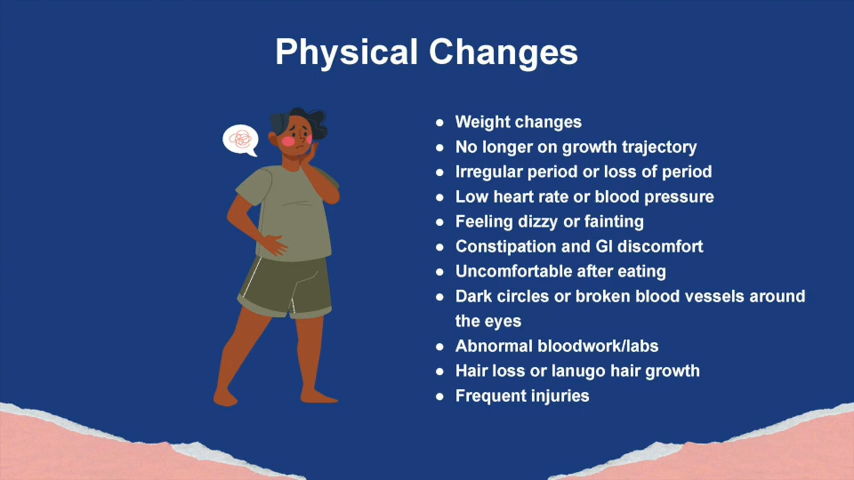 Physical Changes
● Weight changes
● No longer on growth trajectory
● Irregular period or loss of period
● Low heart rate or blood pressure
● Feeling dizzy or fainting
● Constipation and GI discomfort
● Uncomfortable after eating
● Dark circles or broken blood vessels around
the eyes
● Abnormal bloodwork/labs
● Hair loss or lanugo hair growth
● Frequent injuries